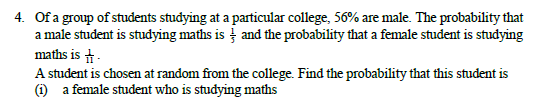 4. Of a group of students studying at a particular college, 56% are male. The probability that
a male student is studying maths is 1/5 and the probability that a female student is studying
maths is 1/11.
A student is chosen at random from the college. Find the probability that this student is
(i) a female student who is studying maths